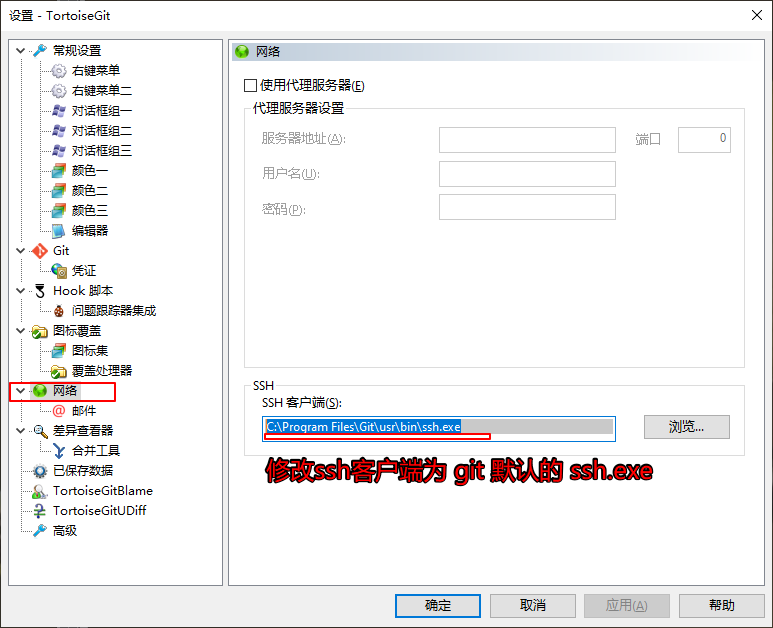 设置 - TortoiseGit
常规设置
右键菜单
右键菜单二
对话框组一
对话框组二
对话框组三
颜色一
颜色二
颜色三
编辑器
Git
凭证
Hook 脚本
问题跟踪器集成
图标覆盖
图标集
覆盖处理器
网络
邮件
差异查看器
合并工具
已保存数据
TortoiseGitBlame
TortoiseGitUDiff
高级
网络
使用代理服务器(E)
代理服务器设置
服务器地址(A):
端口
0
用户名(U):
密码(P):
SSH
SSH 客户端(S):
C:\Program Files\Git\usr\bin\ssh.exe
浏览...
修改ssh客户端为 git 默认的 ssh.exe
确定
取消
应用(A)
帮助